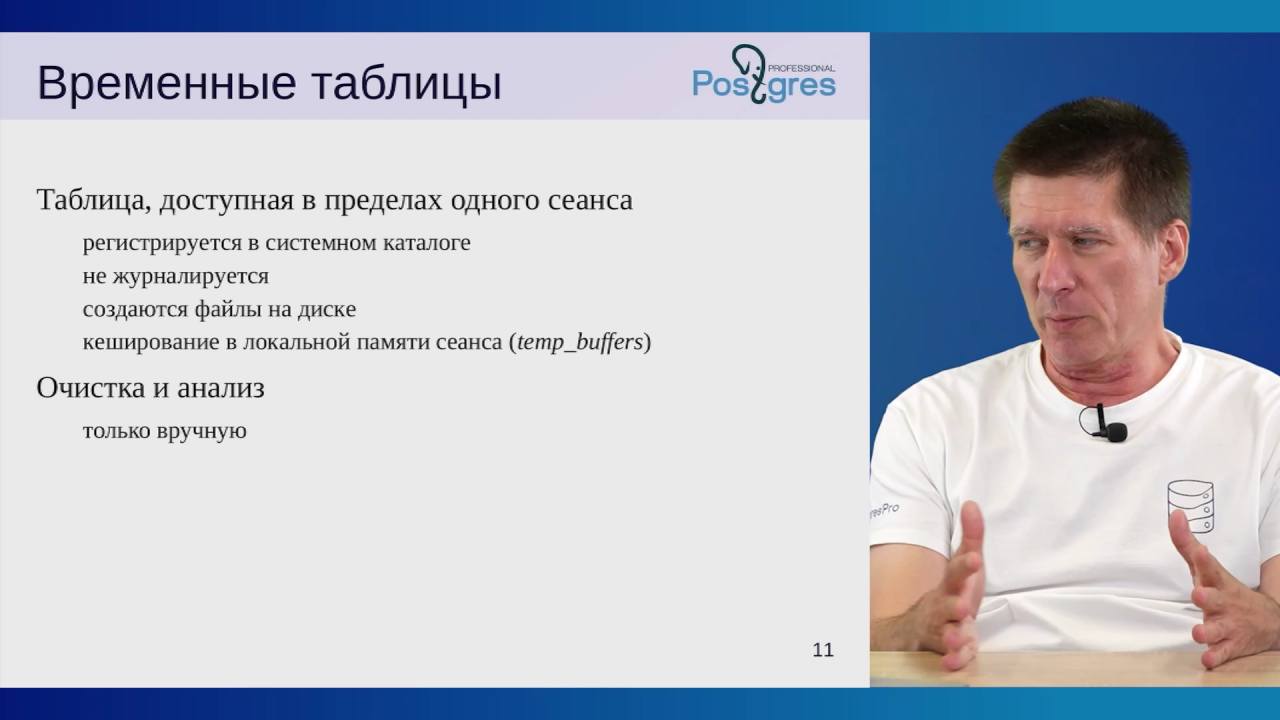 Временные таблицы
PROFESSIONAL
Postgres
Таблица, доступная в пределах одного сеанса
регистрируется в системном каталоге
не журналируется
создаются файлы на диске
кеширование в локальной памяти сеанса (temp_buffers)
Очистка и анализ
только вручную
11
resPro